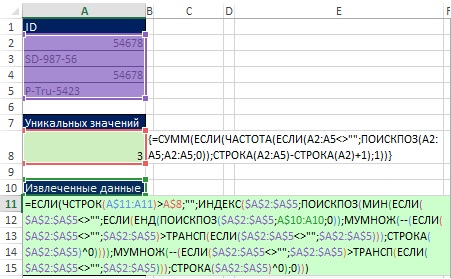 A B C D E F
1 ID
2 54678
3 SD-987-56
4 54678
5 P-Tru-5423
6
7 Уникальных значений
8 3 {=СУММ(ЕСЛИ(ЧАСТОТА(ЕСЛИ(A2:A5<>"";ПОИСКПОЗ(A2:
A5;A2:A5;0));СТРОКА(A2:A5)-СТРОКА(A2)+1);1))}
9
10 Извлеченные данные
11 =ЕСЛИ(ЧСТРОК(A$11:A11)>A$8;"";ИНДЕКС($A$2:$A$5;ПОИСКПОЗ(МИН(ЕСЛИ(
12 $A$2:$A$5<>"";ЕСЛИ(ЕНД(ПОИСКПОЗ($A$2:$A$5;A$10:A10;0));МУМНОЖ(--(ЕСЛИ(
13 $A$2:$A$5<>"";$A$2:$A$5)>ТРАНСП(ЕСЛИ($A$2:$A$5<>"";$A$2:$A$5)));СТРОКА(
14 $A$2:$A$5)^0))));МУМНОЖ(--(ЕСЛИ($A$2:$A$5<>"";$A$2:$A$5)>ТРАНСП(ЕСЛИ(
15 $A$2:$A$5<>"";$A$2:$A$5)));СТРОКА($A$2:$A$5)^0);0)))